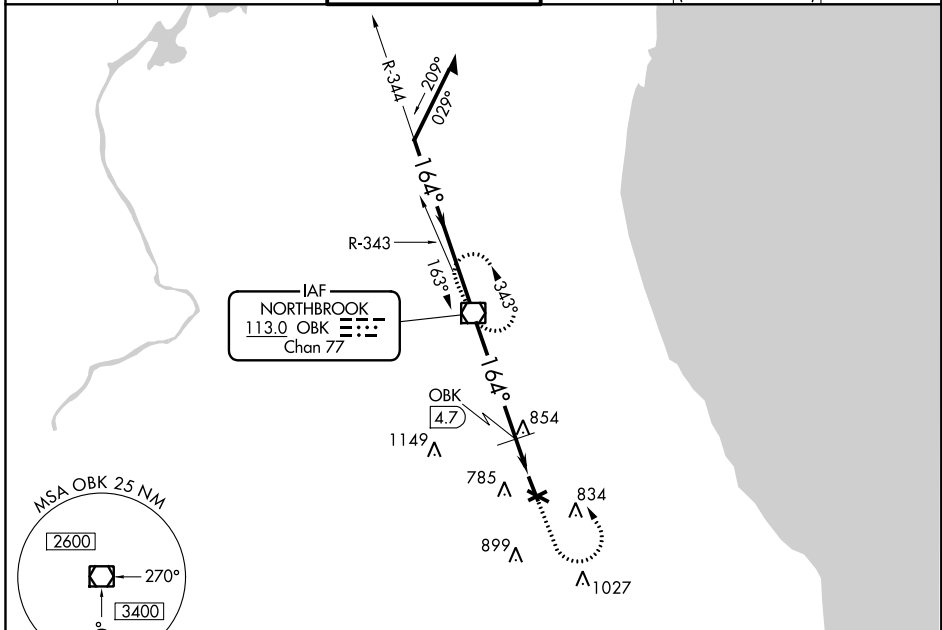 R-344
209°
029°
164°
R-343
163°
343°
IAF
NORTHBROOK
113.0 OBK
Chan 77
164°
OBK
4.7
854
1149
785
834
899
1027
MSA OBK 25 NM
2600
270°
3400